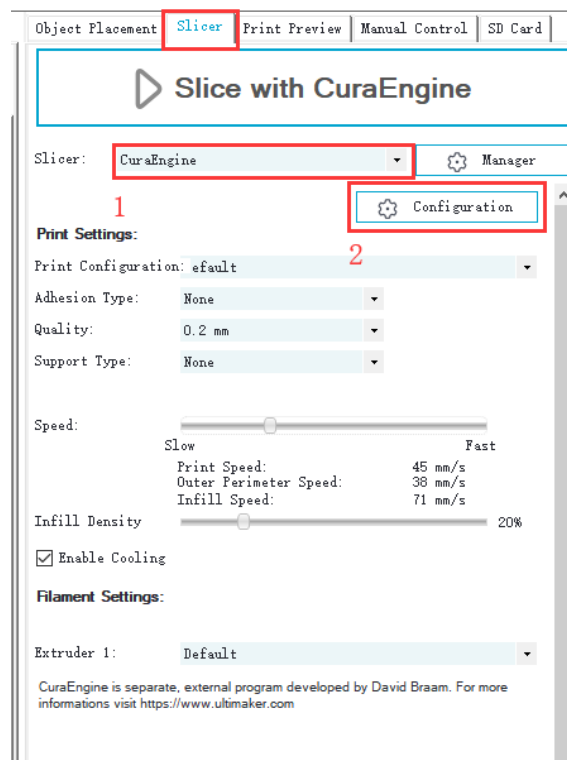 Object Placement Slicer Print Preview Manual Control SD Card
Slice with CuraEngine
Slicer: CuraEngine Manager
1 Configuration
Print Settings: 2
Print Configuration: efault
Adhesion Type: None
Quality: 0.2 mm
Support Type: None
Speed:
Slow Fast
Print Speed: 45 mm/s
Outer Perimeter Speed: 38 mm/s
Infill Speed: 71 mm/s
Infill Density 20%
Enable Cooling
Filament Settings:
Extruder 1: Default
CuraEngine is separate, external program developed by David Braam. For more
informations visit https://www.ultimaker.com